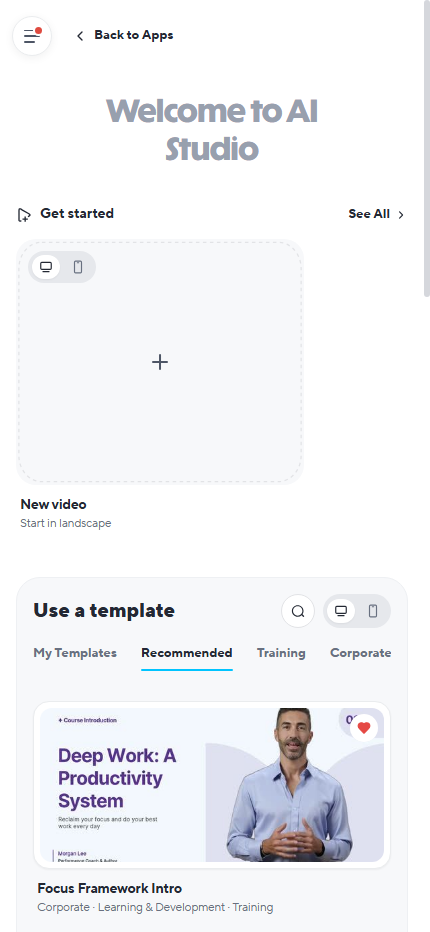 Back to Apps
Welcome to AI
Studio
Get started
See All
New video
Start in landscape
Use a template
My Templates
Recommended
Training
Corporate
+ Course Introduction
Deep Work: A
Productivity
System
Reclaim your focus and do your best
work every day
Morgan Lee
Performance Coach & Author
Focus Framework Intro
Corporate · Learning & Development · Training